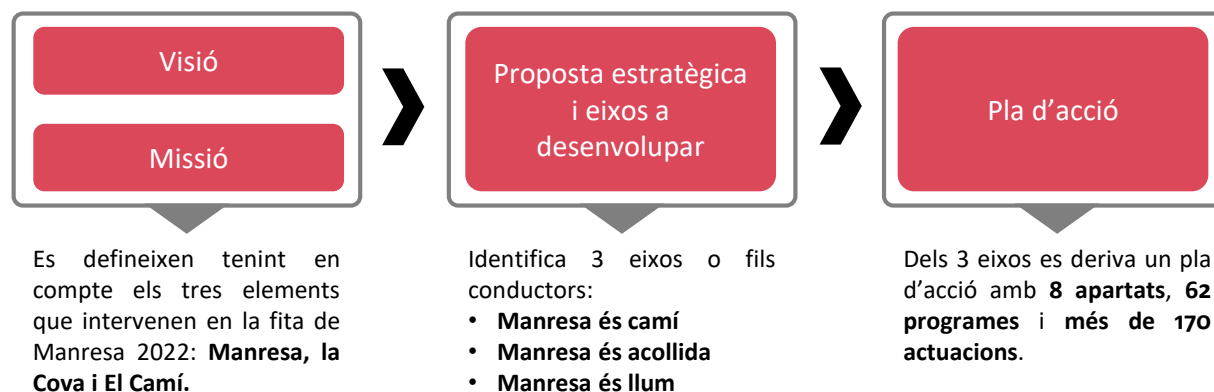 Visió
Missió
Es defineixen tenint en
compte els tres elements
que intervenen en la fita de
Manresa 2022: Manresa, la
Cova i El Camí.
Proposta estratègica
i eixos a
desenvolupar
Identifica 3 eixos o fils
conductors:
• Manresa és camí
• Manresa és acollida
• Manresa és llum
Pla d’acció
Dels 3 eixos es deriva un pla
d’acció amb 8 apartats, 62
programes i més de 170
actuacions.